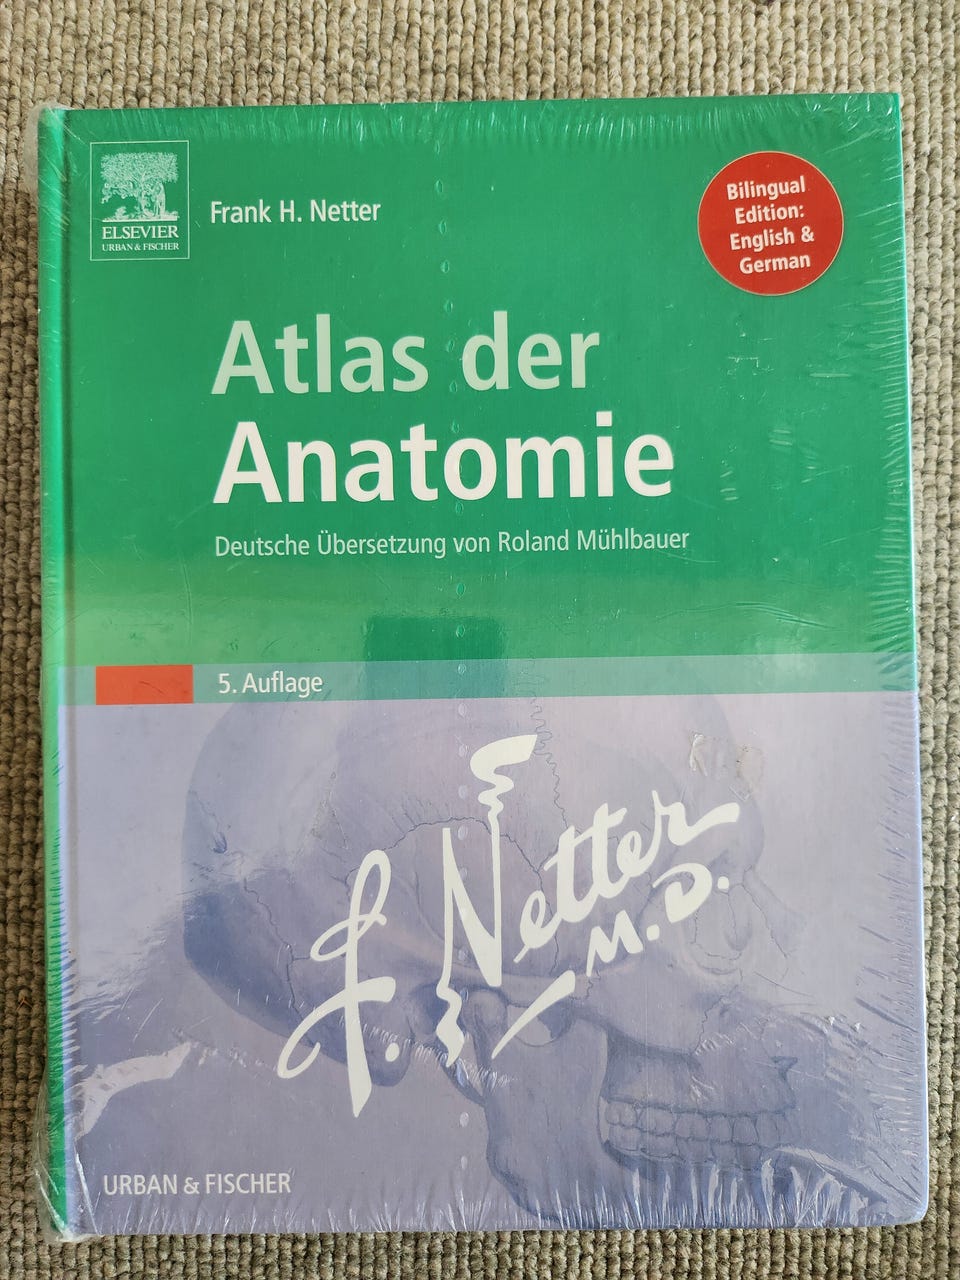 ELSEVIER
URBAN & FISCHER
Frank H. Netter
Bilingual
Edition:
English &
German
Atlas der
Anatomie
Deutsche Übersetzung von Roland Mühlbauer
5. Auflage
F. Netter
M.D.
URBAN & FISCHER